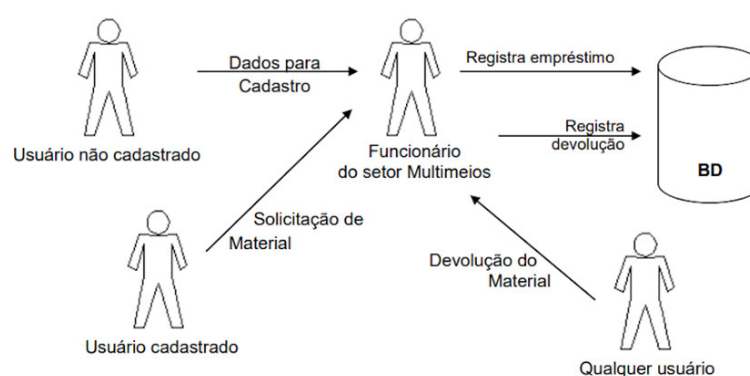 Dados para
Cadastro
Registra empréstimo
Registra
devolução
BD
Usuário não cadastrado
Funcionário
do setor Multimeios
Solicitação de
Material
Devolução do
Material
Usuário cadastrado
Qualquer usuário